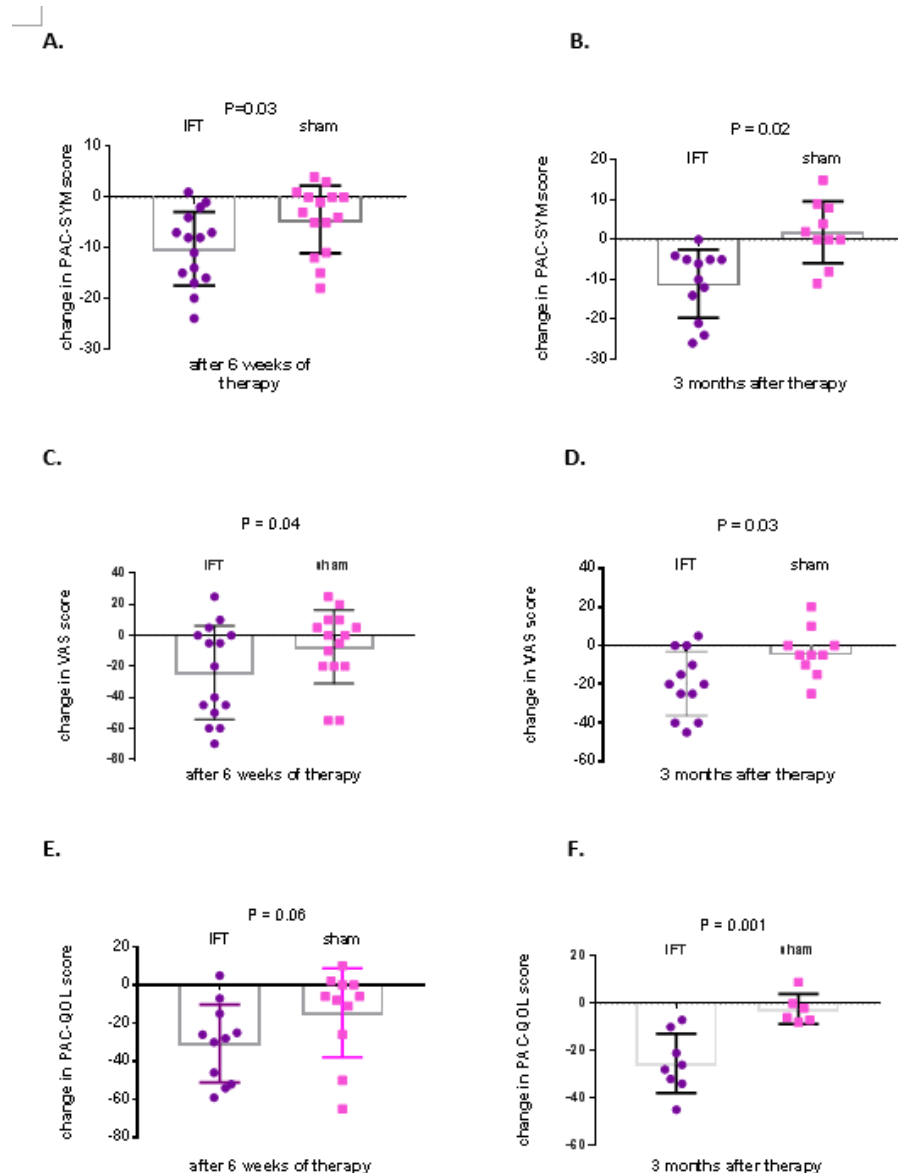 A.
B.
P=0.03
IFT sham
P = 0.02
IFT sham
change in PAC-SYM score
10
0
-10
-20
-30
after 6 weeks of
therapy
change in PAC-SYM score
20
10
0
-10
-20
-30
3 months after therapy
C.
D.
P = 0.04
IFT sham
P = 0.03
IFT sham
change in VAS score
40
20
0
-20
-40
-60
-80
after 6 weeks of therapy
change in VAS score
40
20
0
-20
-40
-60
3 months after therapy
E.
F.
P = 0.06
IFT sham
P = 0.001
IFT sham
change in PAC-QOL score
20
0
-20
-40
-60
-80
after 6 weeks of therapy
change in PAC-QOL score
20
0
-20
-40
-60
3 months after therapy